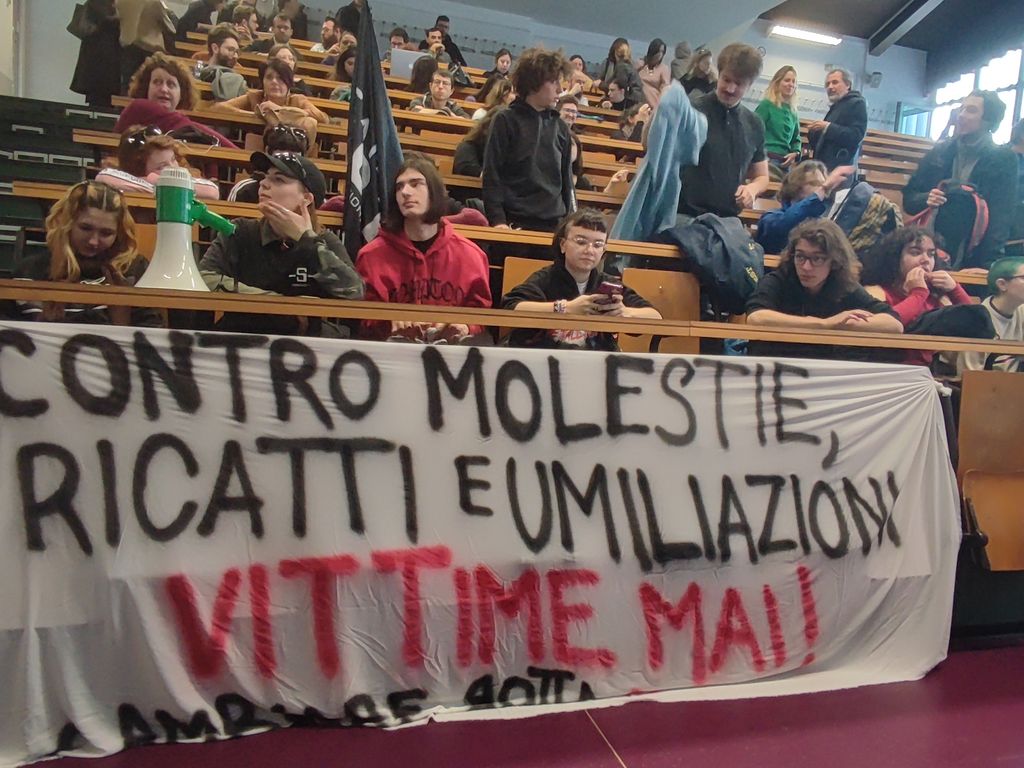 CONTRO MOLESTIE,
RICATTI E UMILIAZIONI
VITTIME MAI!
S